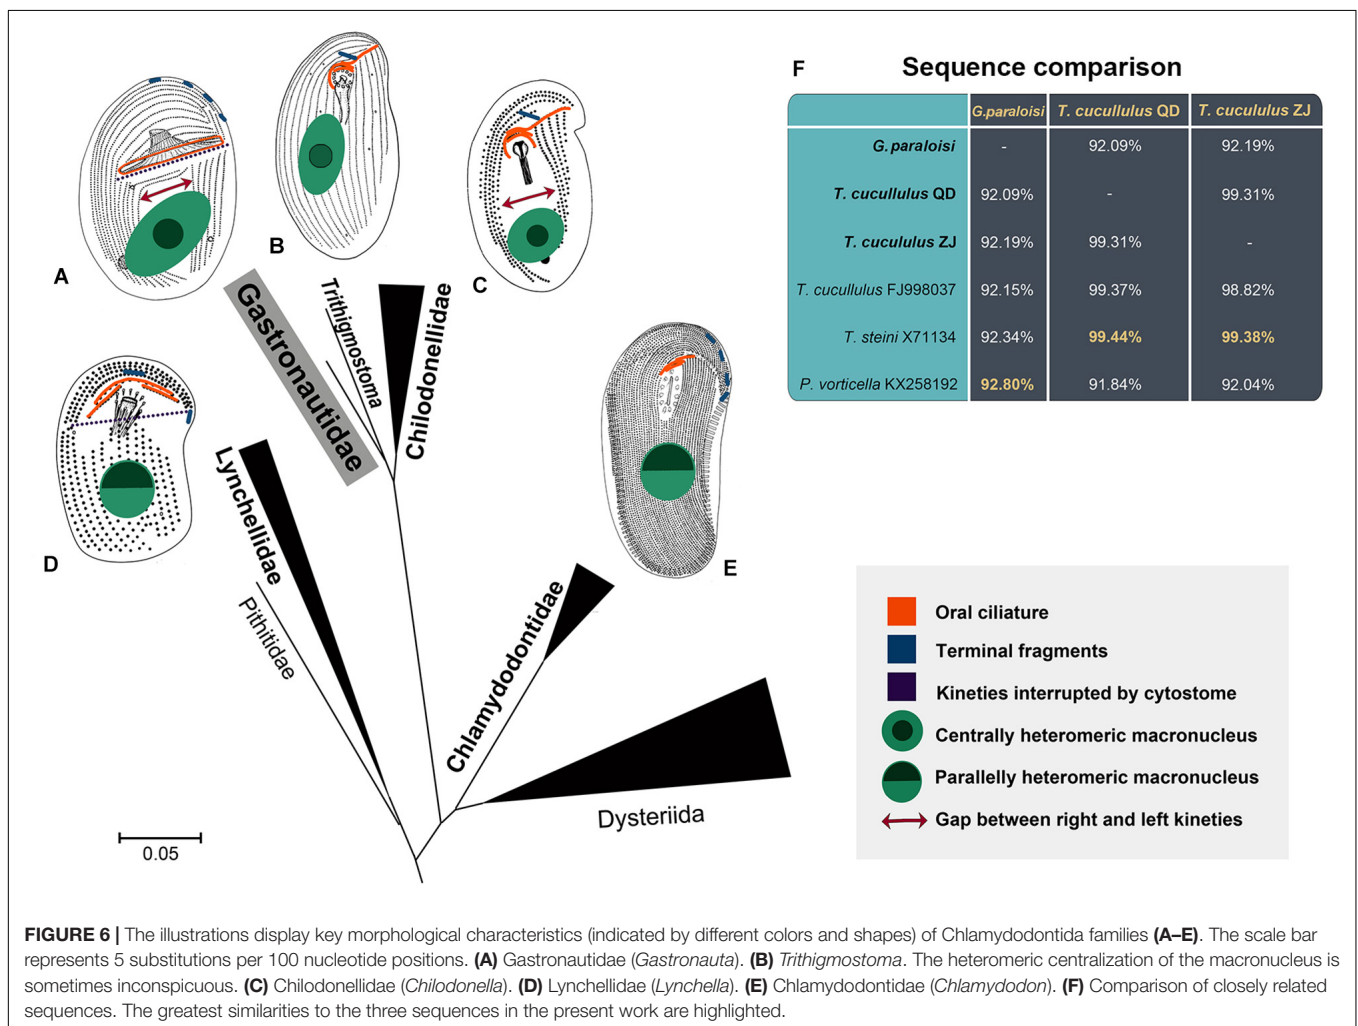 F Sequence comparison
G.paraloisi T. cucullulus QD T. cucululus ZJ
G. paraloisi - 92.09% 92.19%
T. cucullulus QD 92.09% - 99.31%
T. cucululus ZJ 92.19% 99.31% -
T. cucullulus FJ998037 92.15% 99.37% 98.82%
T. steini X71134 92.34% 99.44% 99.38%
P. vorticella KX258192 92.80% 91.84% 92.04%
A
B
C
D
E
Gastronautidae
Trithigmostoma
Chilodonellidae
Lynchellidae
Pithitidae
Chlamydodontidae
Dysteriida
0.05
Oral ciliature
Terminal fragments
Kineties interrupted by cytostome
Centrally heteromeric macronucleus
Parallelly heteromeric macronucleus
Gap between right and left kineties
FIGURE 6 | The illustrations display key morphological characteristics (indicated by different colors and shapes) of Chlamydodontida families (A–E). The scale bar
represents 5 substitutions per 100 nucleotide positions. (A) Gastronautidae (Gastronauta). (B) Trithigmostoma. The heteromeric centralization of the macronucleus is
sometimes inconspicuous. (C) Chilodonellidae (Chilodonella). (D) Lynchellidae (Lynchella). (E) Chlamydodontidae (Chlamydodon). (F) Comparison of closely related
sequences. The greatest similarities to the three sequences in the present work are highlighted.